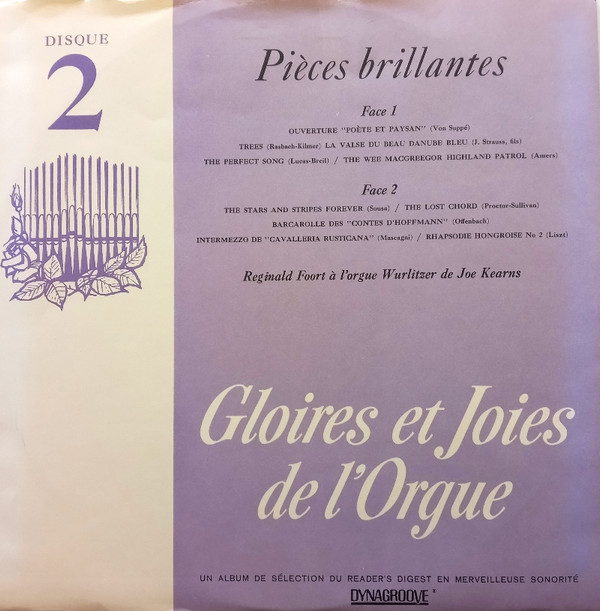 DISQUE
2
Pièces brillantes
Face 1
OUVERTURE "POÈTE ET PAYSAN" (Von Suppé)
TREES (Rasbach-Kilmer) LA VALSE DU BEAU DANUBE BLEU (J. Strauss, fils)
THE PERFECT SONG (Lucas-Breil) / THE WEE MACGREEGOR HIGHLAND PATROL (Amers)
Face 2
THE STARS AND STRIPES FOREVER (Sousa) / THE LOST CHORD (Proctor-Sullivan)
BARCAROLLE DES "CONTES D'HOFFMANN" (Offenbach)
INTERMEZZO DE "CAVALLERIA RUSTICANA" (Mascagni) / RHAPSODIE HONGROISE No 2 (Liszt)
Reginald Foort à l'orgue Wurlitzer de Joe Kearns
Gloires et Joies
de l'Orgue
UN ALBUM DE SÉLECTION DU READER'S DIGEST EN MERVEILLEUSE SONORITÉ
DYNAGROOVE